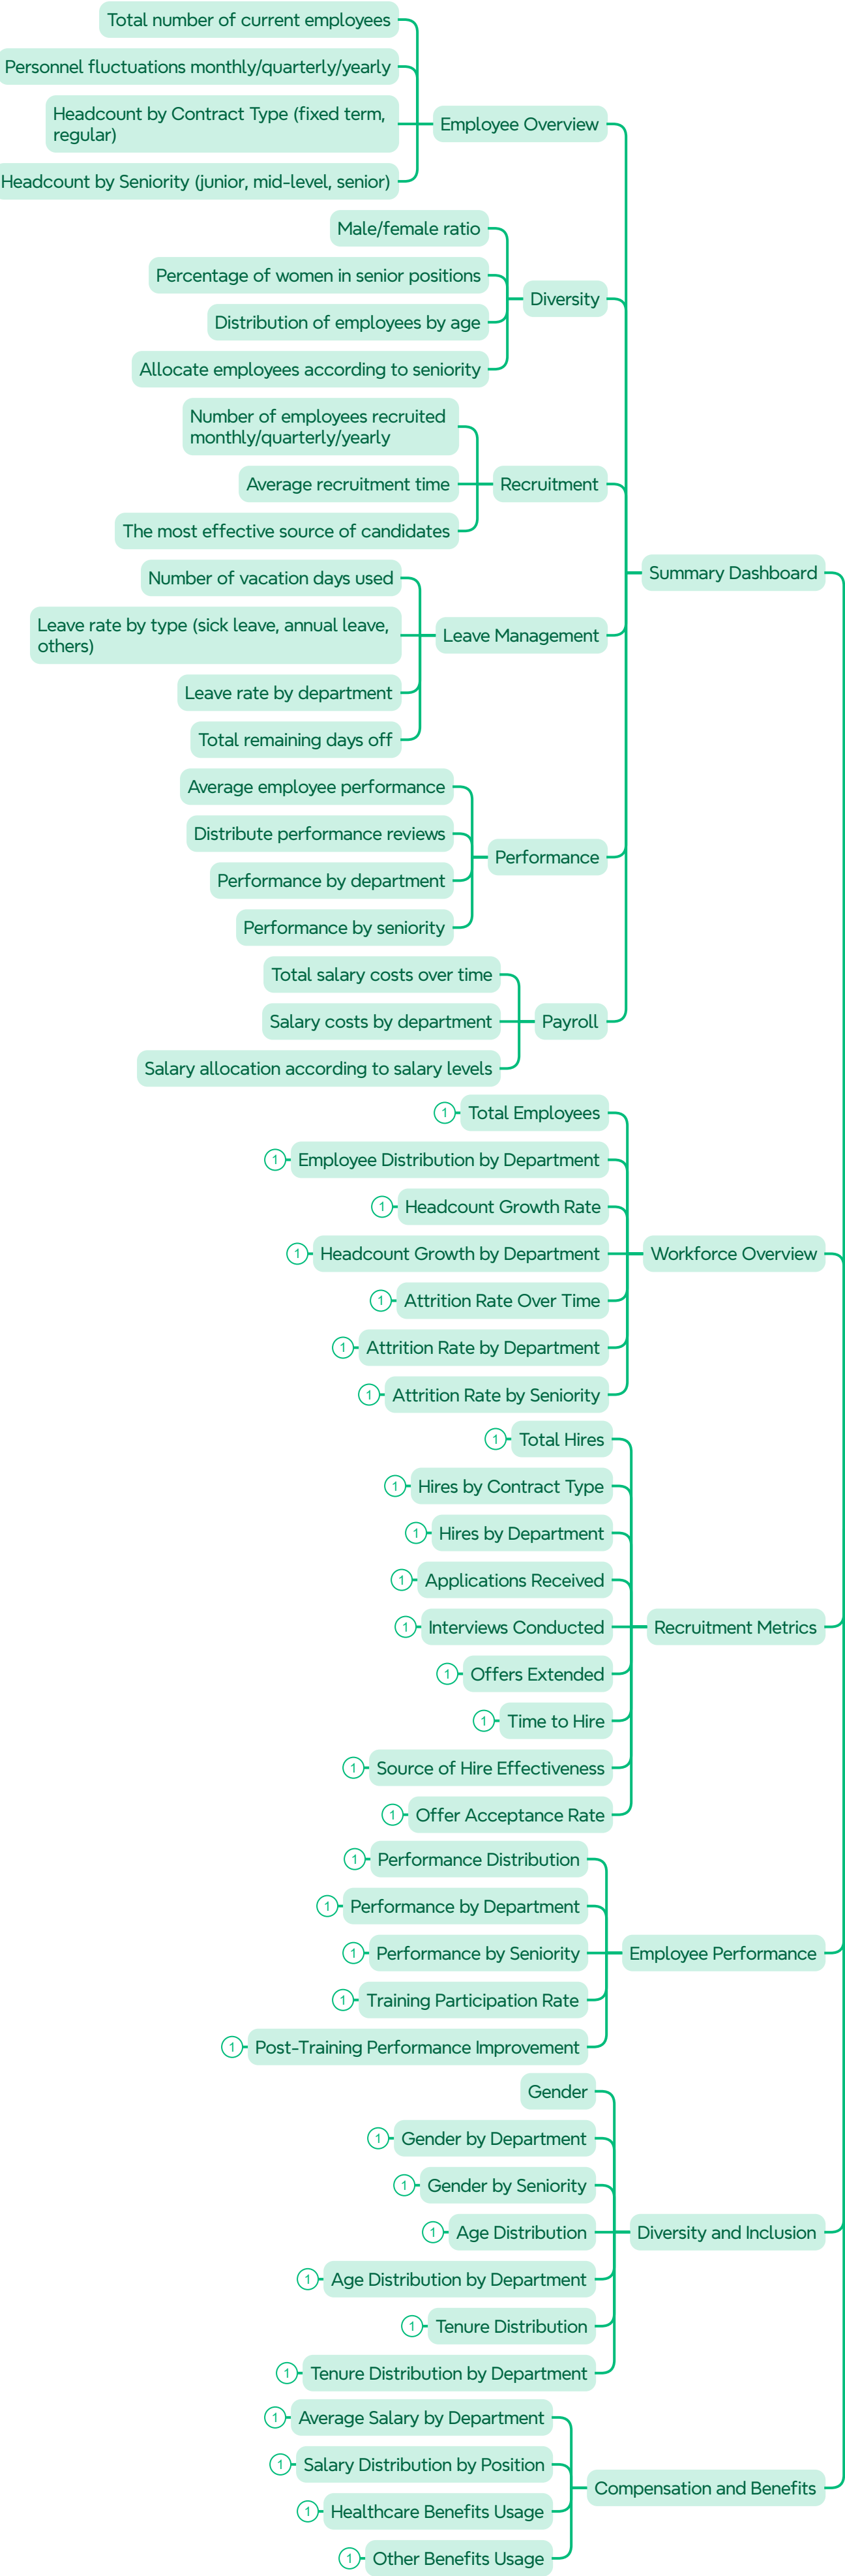 Total number of current employees
Personnel fluctuations monthly/quarterly/yearly
Headcount by Contract Type (fixed term,
regular)
Employee Overview
Headcount by Seniority (junior, mid-level, senior)
Male/female ratio
Percentage of women in senior positions
Diversity
Distribution of employees by age
Allocate employees according to seniority
Number of employees recruited
monthly/quarterly/yearly
Average recruitment time
Recruitment
The most effective source of candidates
Summary Dashboard
Number of vacation days used
Leave rate by type (sick leave, annual leave,
others)
Leave Management
Leave rate by department
Total remaining days off
Average employee performance
Distribute performance reviews
Performance
Performance by department
Performance by seniority
Total salary costs over time
Salary costs by department
Payroll
Salary allocation according to salary levels
1 Total Employees
1 Employee Distribution by Department
1 Headcount Growth Rate
1 Headcount Growth by Department
Workforce Overview
1 Attrition Rate Over Time
1 Attrition Rate by Department
1 Attrition Rate by Seniority
1 Total Hires
1 Hires by Contract Type
1 Hires by Department
1 Applications Received
1 Interviews Conducted
Recruitment Metrics
1 Offers Extended
1 Time to Hire
1 Source of Hire Effectiveness
1 Offer Acceptance Rate
1 Performance Distribution
1 Performance by Department
1 Performance by Seniority
Employee Performance
1 Training Participation Rate
1 Post-Training Performance Improvement
Gender
1 Gender by Department
1 Gender by Seniority
1 Age Distribution
Diversity and Inclusion
1 Age Distribution by Department
1 Tenure Distribution
1 Tenure Distribution by Department
1 Average Salary by Department
1 Salary Distribution by Position
Compensation and Benefits
1 Healthcare Benefits Usage
1 Other Benefits Usage